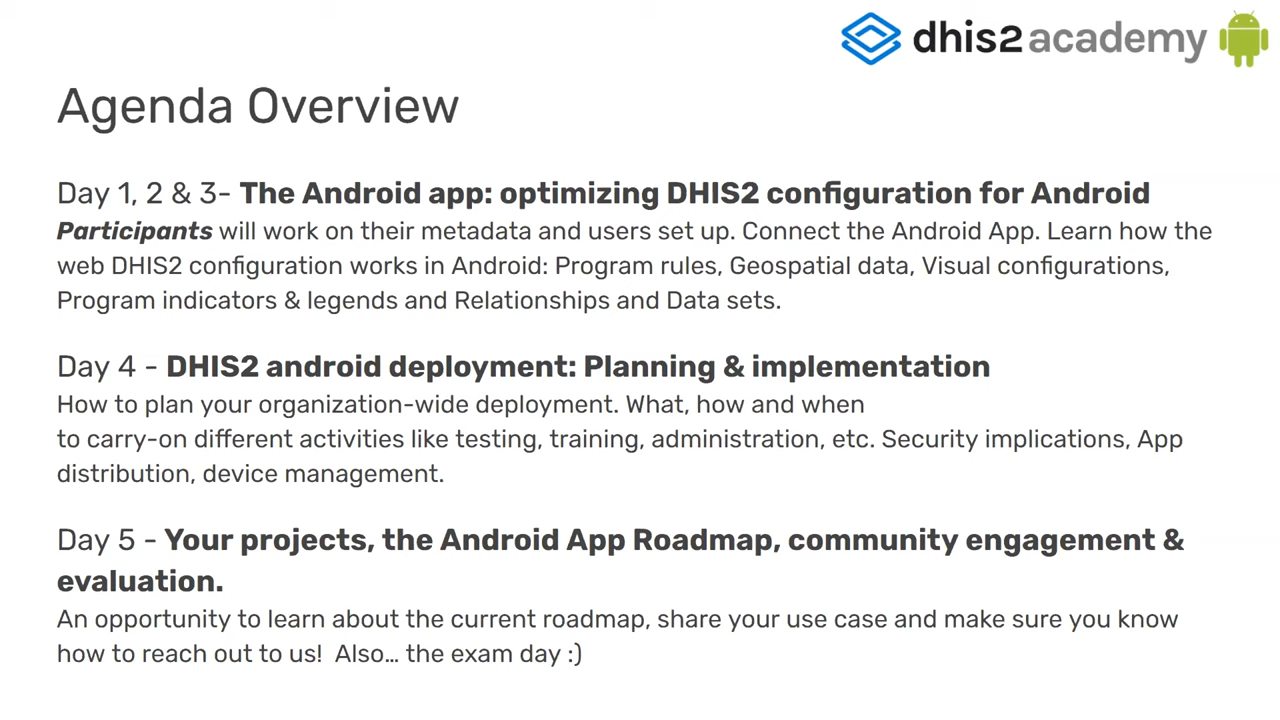 dhis2 academy
Agenda Overview
Day 1, 2 & 3- The Android app: optimizing DHIS2 configuration for Android
Participants will work on their metadata and users set up. Connect the Android App. Learn how the
web DHIS2 configuration works in Android: Program rules, Geospatial data, Visual configurations,
Program indicators & legends and Relationships and Data sets.
Day 4 - DHIS2 android deployment: Planning & implementation
How to plan your organization-wide deployment. What, how and when
to carry-on different activities like testing, training, administration, etc. Security implications, App
distribution, device management.
Day 5 - Your projects, the Android App Roadmap, community engagement &
evaluation.
An opportunity to learn about the current roadmap, share your use case and make sure you know
how to reach out to us!  Also… the exam day :)